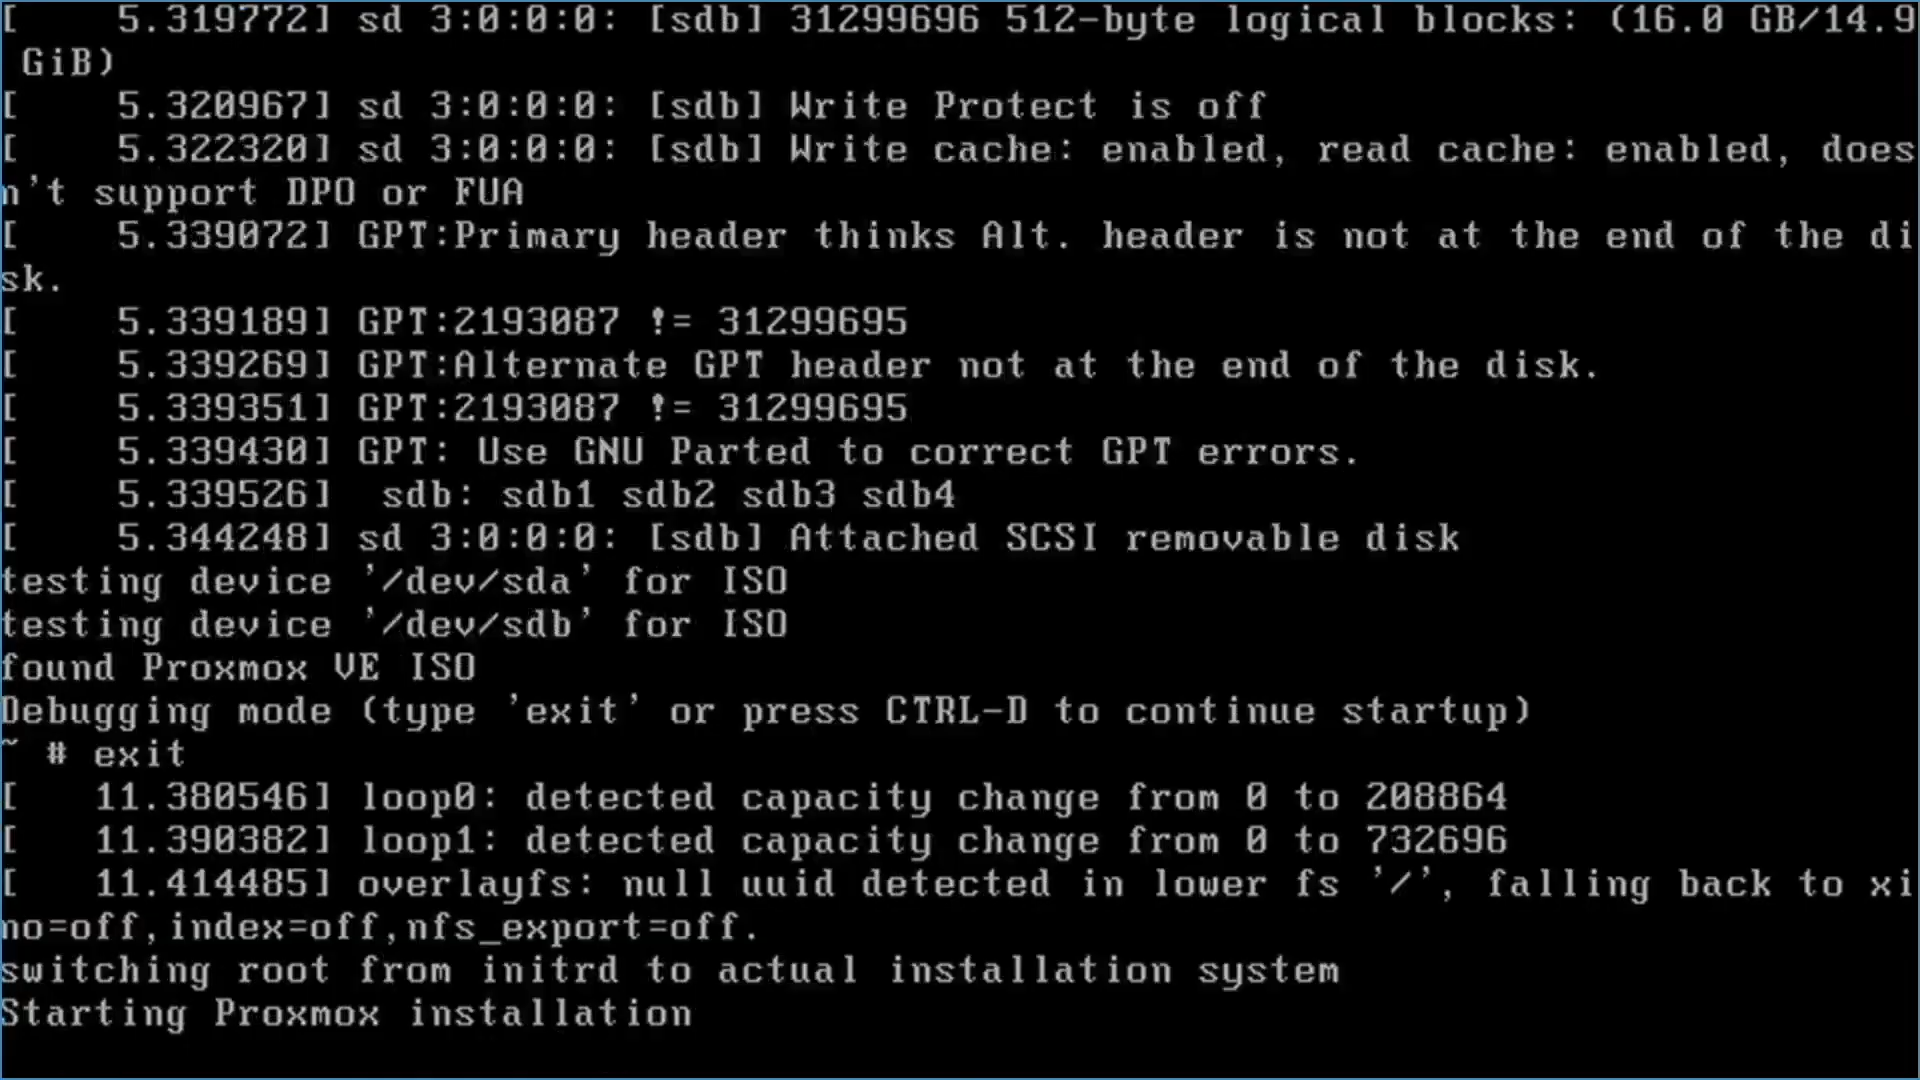 [    5.319772] sd 3:0:0:0: [sdb] 31299696 512-byte logical blocks: (16.0 GB/14.9
 GiB)
[    5.320967] sd 3:0:0:0: [sdb] Write Protect is off
[    5.322320] sd 3:0:0:0: [sdb] Write cache: enabled, read cache: enabled, does
n't support DPO or FUA
[    5.339072] GPT:Primary header thinks Alt. header is not at the end of the di
sk.
[    5.339189] GPT:2193087 != 31299695
[    5.339269] GPT:Alternate GPT header not at the end of the disk.
[    5.339351] GPT:2193087 != 31299695
[    5.339430] GPT: Use GNU Parted to correct GPT errors.
[    5.339526]  sdb: sdb1 sdb2 sdb3 sdb4
[    5.344248] sd 3:0:0:0: [sdb] Attached SCSI removable disk
testing device '/dev/sda' for ISO
testing device '/dev/sdb' for ISO
found Proxmox VE ISO
Debugging mode (type 'exit' or press CTRL-D to continue startup)
~ # exit
[   11.380546] loop0: detected capacity change from 0 to 208864
[   11.390382] loop1: detected capacity change from 0 to 732696
[   11.414485] overlayfs: null uuid detected in lower fs '/', falling back to xi
no=off,index=off,nfs_export=off.
switching root from initrd to actual installation system
Starting Proxmox installation